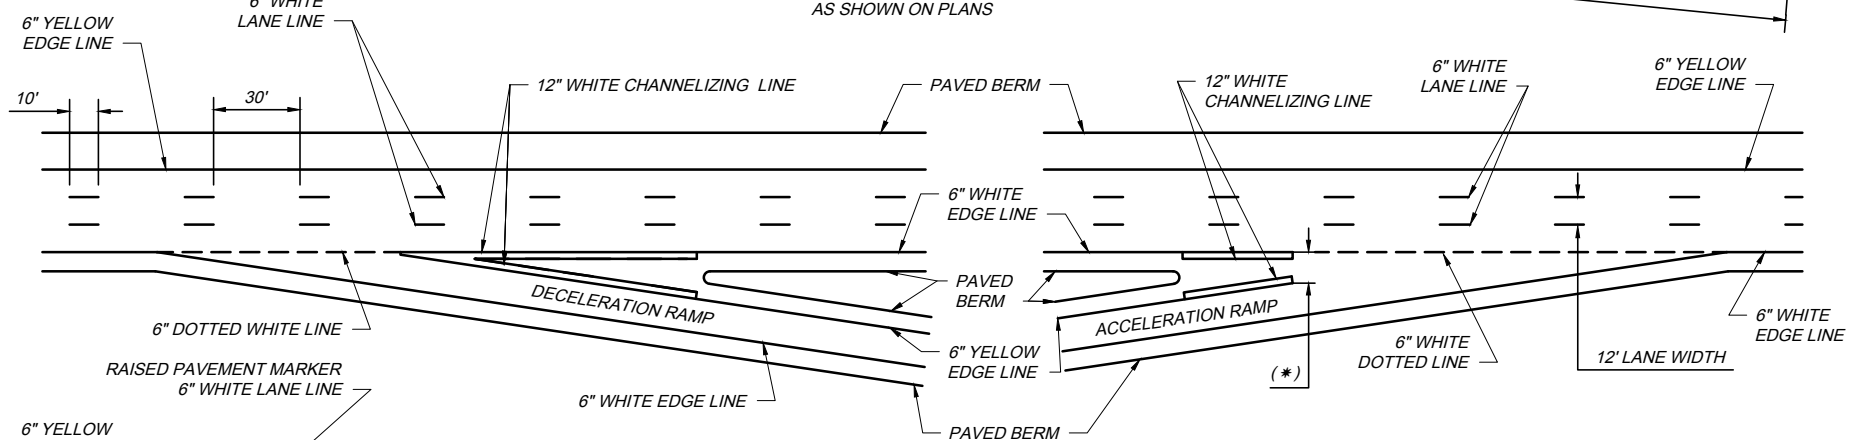 6" WHITE
LANE LINE
AS SHOWN ON PLANS
6" YELLOW
EDGE LINE
12" WHITE CHANNELIZING LINE
PAVED BERM
12" WHITE
CHANNELIZING LINE
6" WHITE
LANE LINE
6" YELLOW
EDGE LINE
10'
30'
6" WHITE
EDGE LINE
DECELERATION RAMP
PAVED
BERM
ACCELERATION RAMP
6" DOTTED WHITE LINE
6" YELLOW
EDGE LINE
6" WHITE
DOTTED LINE
12' LANE WIDTH
6" WHITE
EDGE LINE
RAISED PAVEMENT MARKER
6" WHITE LANE LINE
(*)
6" WHITE EDGE LINE
6" YELLOW
PAVED BERM